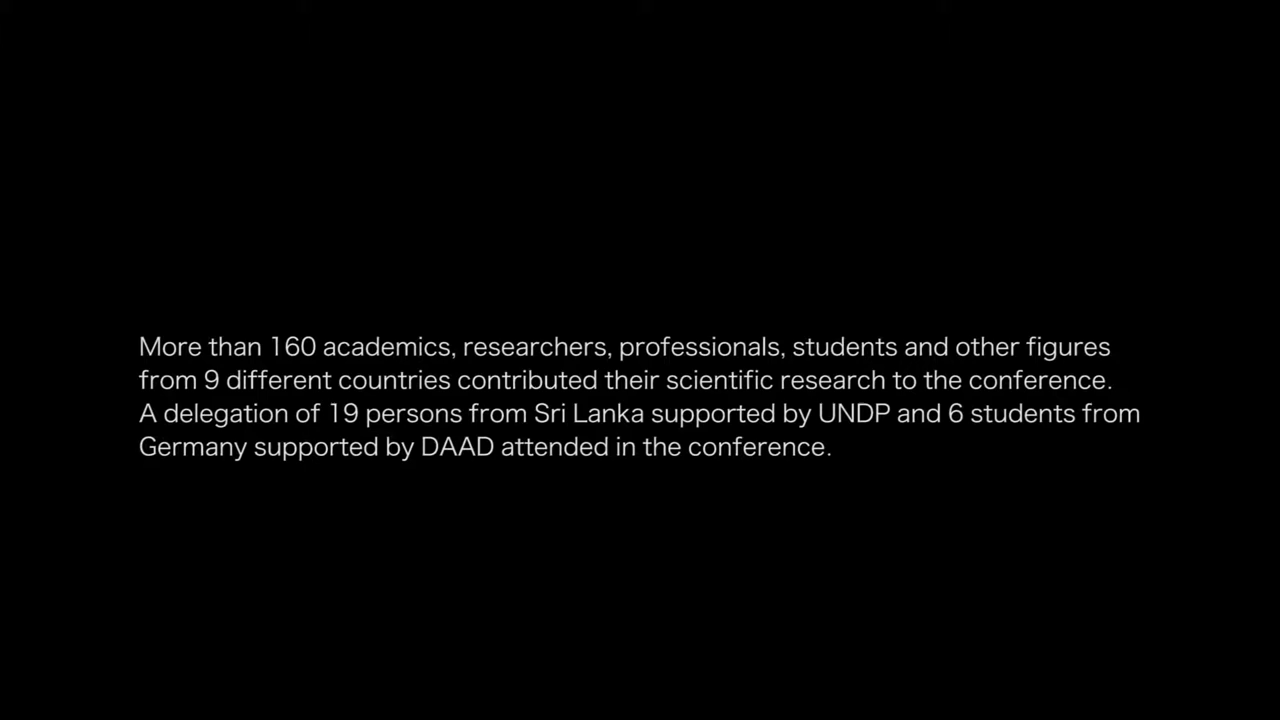 More than 160 academics, researchers, professionals, students and other figures
from 9 different countries contributed their scientific research to the conference.
A delegation of 19 persons from Sri Lanka supported by UNDP and 6 students from
Germany supported by DAAD attended in the conference.